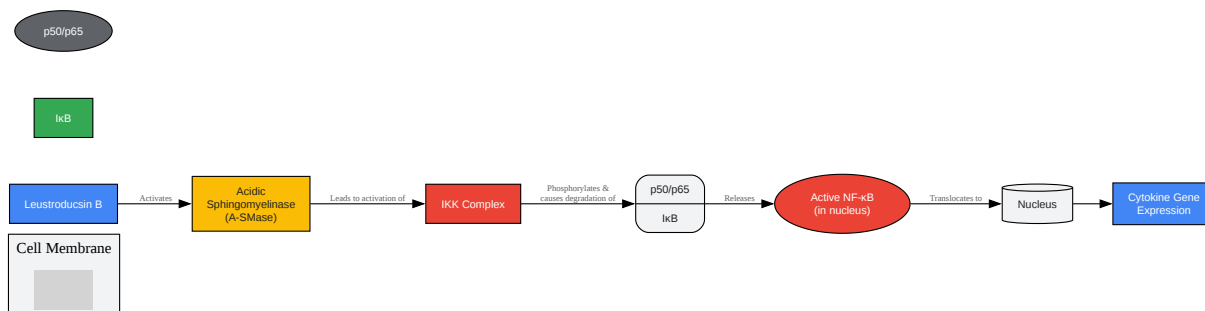 p50/p65
IκB
Leustroducsin B
Activates
Acidic
Sphingomyelinase
(A-SMase)
Leads to activation of
IKK Complex
Phosphorylates &
causes degradation of
p50/p65
IκB
Releases
Active NF-κB
(in nucleus)
Translocates to
Nucleus
Cytokine Gene
Expression
Cell Membrane